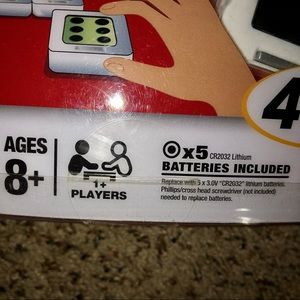 4
AGES
8+
1+
PLAYERS
x5 CR2032 Lithium
BATTERIES INCLUDED
Replace with 5 x 3.0V "CR2032" lithium batteries.
Phillips/cross head screwdriver (not included)
needed to replace batteries.